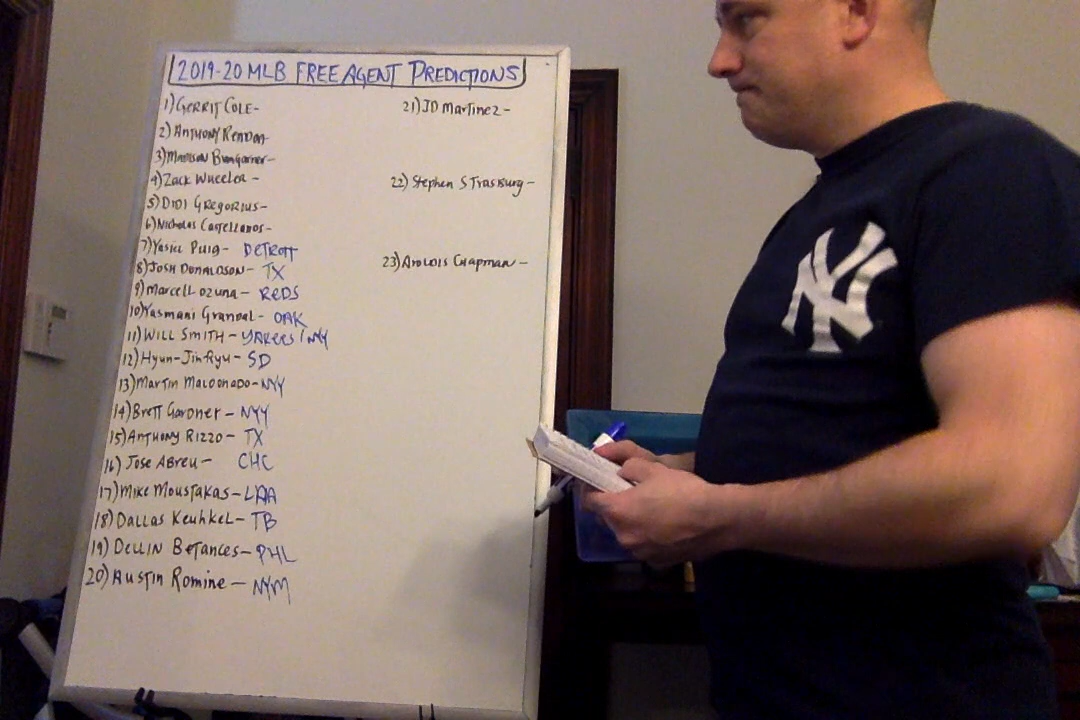 2019-20 MLB FREE AGENT PREDICTIONS
1) GERRIT COLE-
2) ANTHONY RENDON-
3) MADISON BUMGARNER-
4) ZACK WHEELER -
5) DIDI GREGORIUS-
6) Nicholas Castellanos-
7) Yasiel Puig- DETROIT
8) JOSH DONALDSON- TX
9) MARCELL OZUNA- REDS
10) Yasmani Grandal- OAK
11) WILL SMITH - YANKEES / NY
12) Hyun-Jin Ryu- SD
13) Martin Maldonado- NYY
14) Brett Gardner - NYY
15) ANTHONY RIZZO - TX
16) JOSE ABREU - CHC
17) MIKE MOUSTAKAS- LAA
18) DALLAS Keuhkel- TB
19) DELLIN BETANCES- PHL
20) AUSTIN Romine - NYM
21) JD Martinez -
22) Stephen STRASBURG -
23) AROLDIS CHAPMAN -
NY